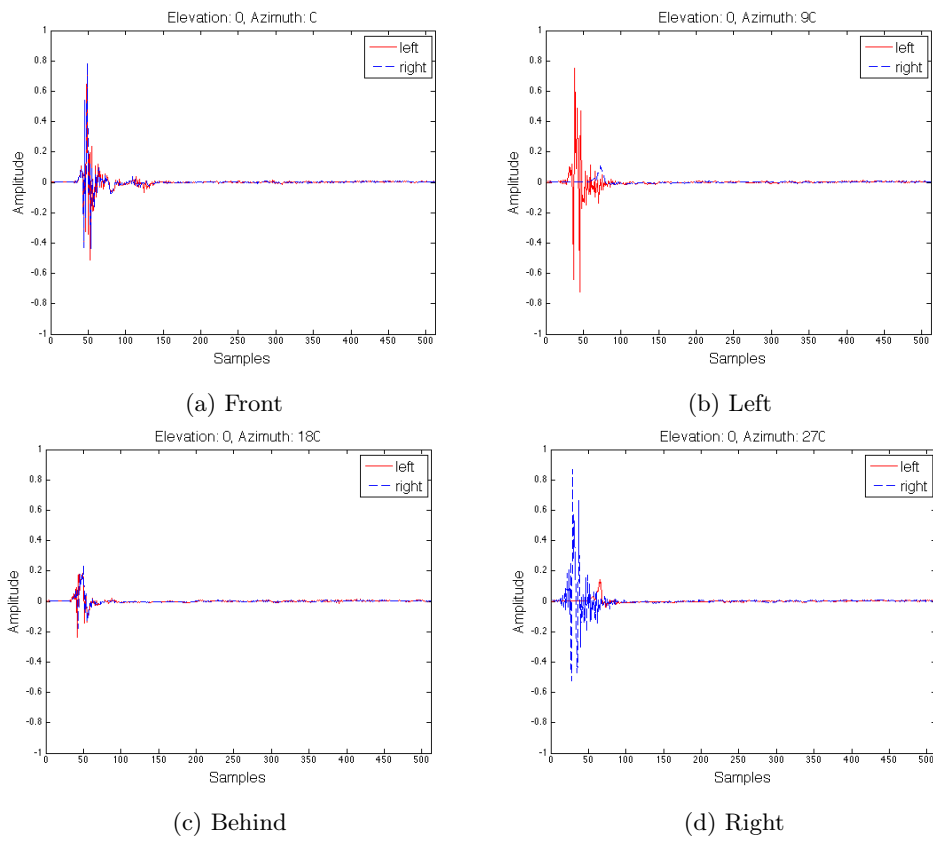 Elevation: 0, Azimuth: 0
Amplitude
1
0.8
0.6
0.4
0.2
0
-0.2
-0.4
-0.6
-0.8
-1
left
right
0 50 100 150 200 250 300 350 400 450 500
Samples
(a) Front
Elevation: 0, Azimuth: 90
Amplitude
1
0.8
0.6
0.4
0.2
0
-0.2
-0.4
-0.6
-0.8
-1
left
right
0 50 100 150 200 250 300 350 400 450 500
Samples
(b) Left
Elevation: 0, Azimuth: 180
Amplitude
1
0.8
0.6
0.4
0.2
0
-0.2
-0.4
-0.6
-0.8
-1
left
right
0 50 100 150 200 250 300 350 400 450 500
Samples
(c) Behind
Elevation: 0, Azimuth: 270
Amplitude
1
0.8
0.6
0.4
0.2
0
-0.2
-0.4
-0.6
-0.8
-1
left
right
0 50 100 150 200 250 300 350 400 450 500
Samples
(d) Right